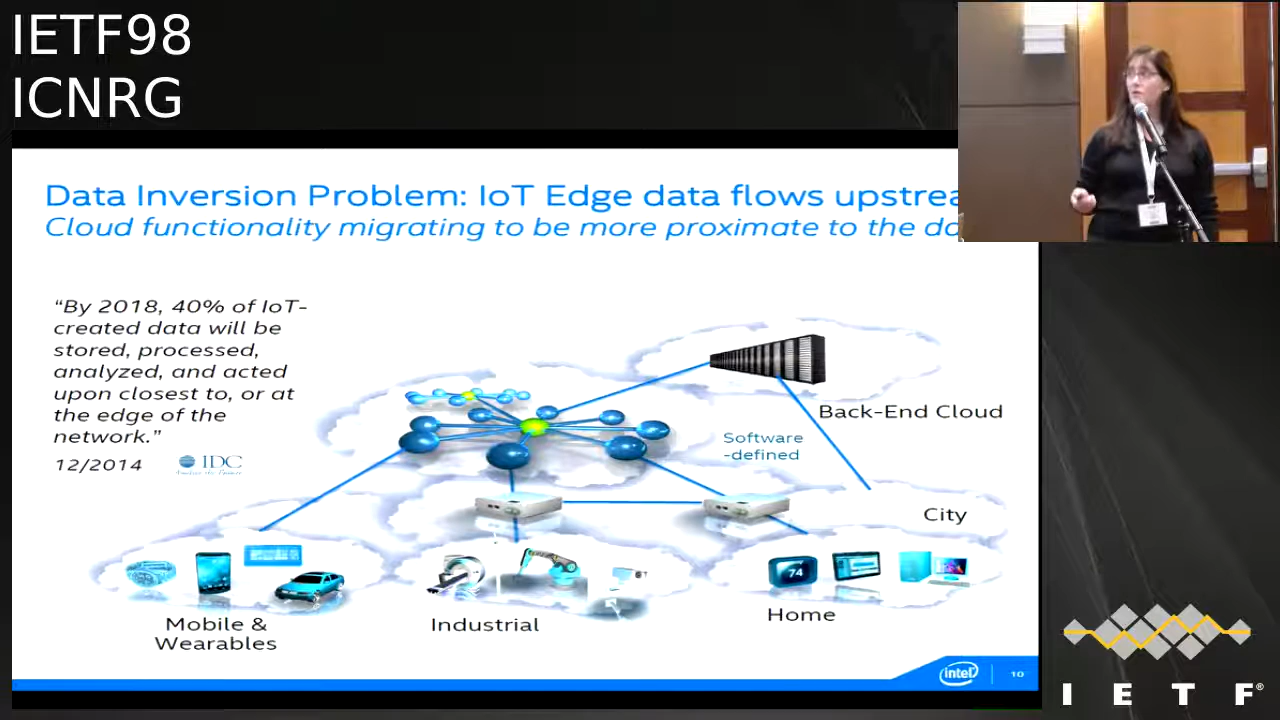 IETF98
ICNRG
Data Inversion Problem: IoT Edge data flows
Cloud functionality migrating to be more proximate to the
“By 2018, 40% of IoT-
created data will be
stored, processed,
analyzed, and acted
upon closest to, or at
the edge of the
network.”
12/2014
IDC
Back-End Cloud
Software
-defined
City
74
Mobile &
Wearables
Industrial
Home
intel
10
I E T F®